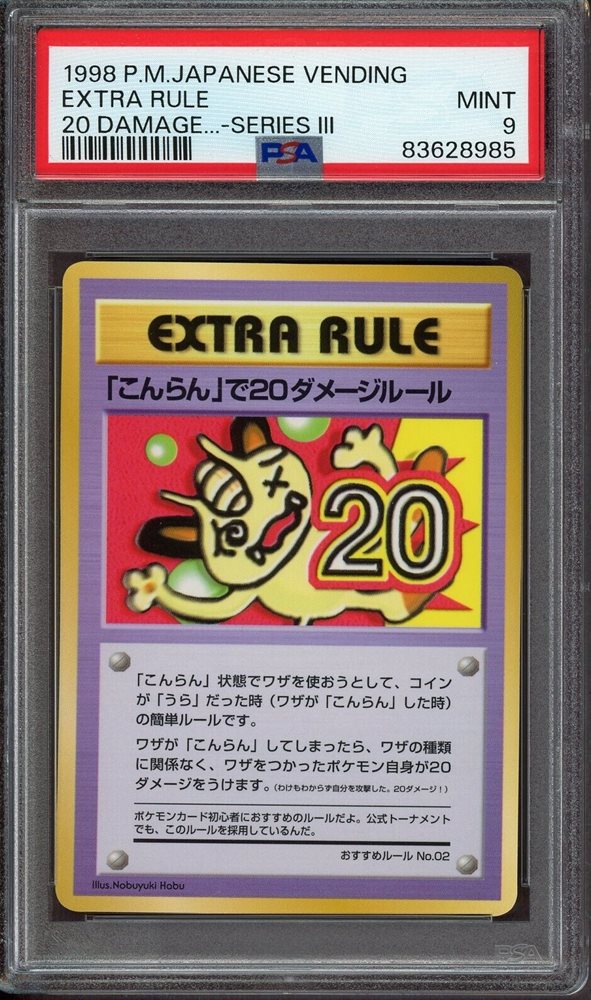 1998 P.M.JAPANESE VENDING
EXTRA RULE MINT
20 DAMAGE...-SERIES III 9
PSA 83628985
EXTRA RULE
「こんらん」で20ダメージルール
20
「こんらん」状態でワザを使おうとして、コイン
が「うら」だった時（ワザが「こんらん」した時）
の簡単ルールです。
ワザが「こんらん」してしまったら、ワザの種類
に関係なく、ワザをつかったポケモン自身が20
ダメージをうけます。（わけもわからず自分を攻撃した。20ダメージ！）
ポケモンカード初心者におすすめのルールだよ。公式トーナメント
でも、このルールを採用しているんだ。
おすすめルール No.02
Illus.Nobuyuki Habu
PSA